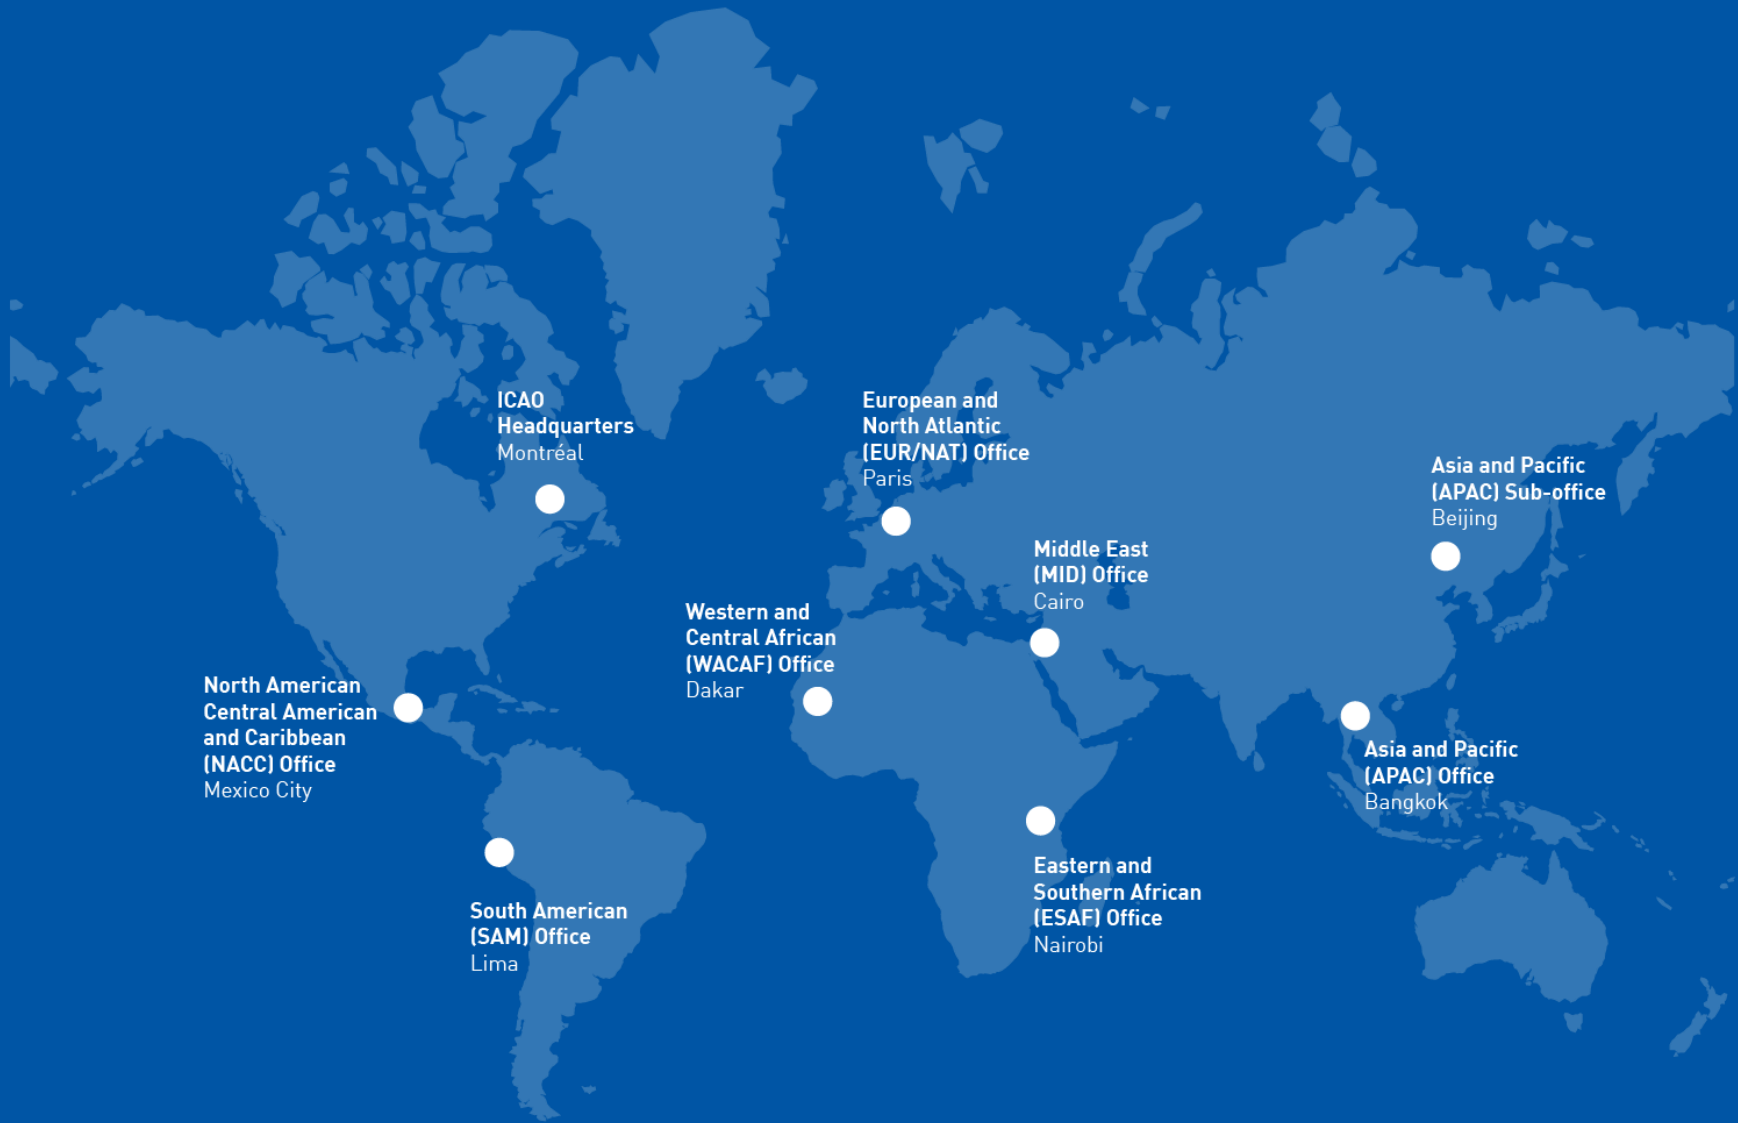 ICAO
Headquarters
Montréal
European and
North Atlantic
(EUR/NAT) Office
Paris
Asia and Pacific
(APAC) Sub-office
Beijing
Middle East
(MID) Office
Cairo
Western and
Central African
(WACAF) Office
Dakar
North American
Central American
and Caribbean
(NACC) Office
Mexico City
Asia and Pacific
(APAC) Office
Bangkok
Eastern and
Southern African
(ESAF) Office
Nairobi
South American
(SAM) Office
Lima